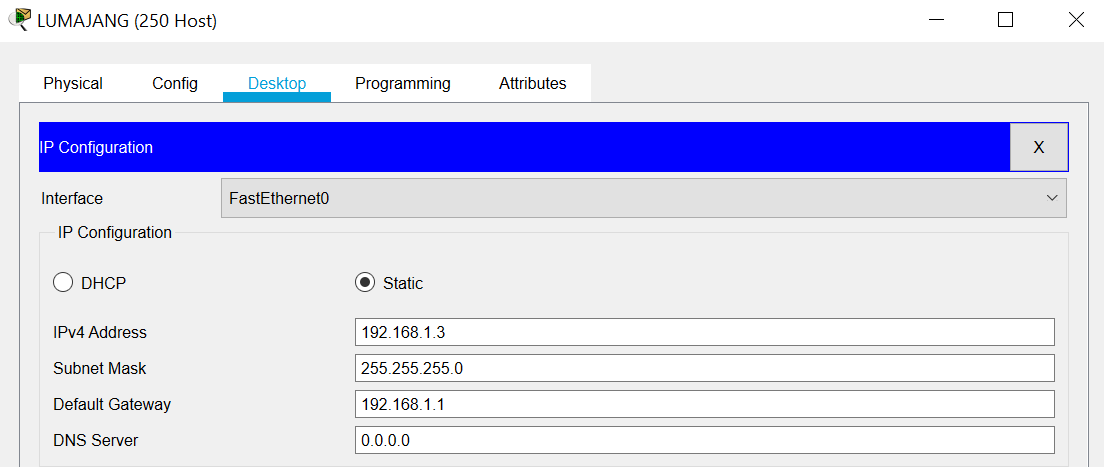 LUMAJANG (250 Host)
Physical Config Desktop Programming Attributes
IP Configuration X
Interface FastEthernet0
IP Configuration
DHCP Static
IPv4 Address 192.168.1.3
Subnet Mask 255.255.255.0
Default Gateway 192.168.1.1
DNS Server 0.0.0.0